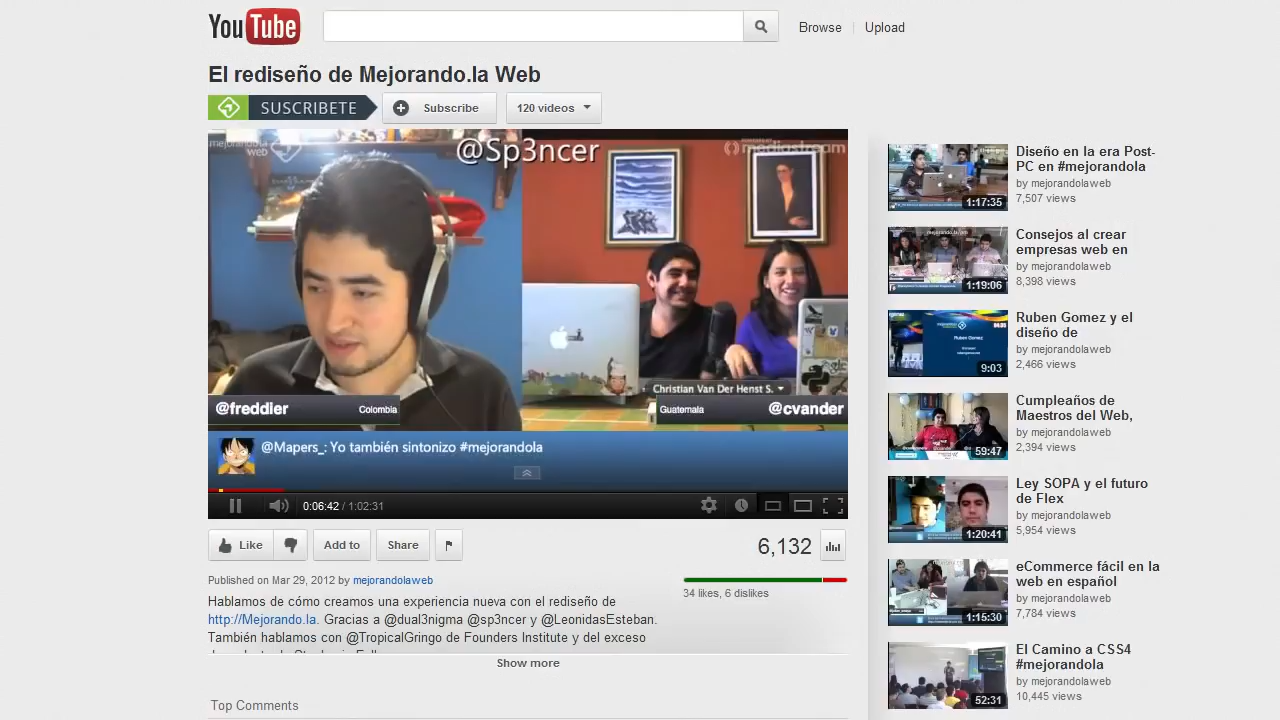 YouTube
Browse
Upload
El rediseño de Mejorando.la Web
SUSCRIBETE
Subscribe
120 videos
mejorandola
WEB
@Sp3ncer
mediastream
Christian Van Der Henst S.
@freddier
Colombia
Guatemala
@cvander
@Mapers_: Yo también sintonizo #mejorandola
0:06:42 / 1:02:31
Like
Add to
Share
6,132
Published on Mar 29, 2012 by mejorandolaweb
34 likes, 6 dislikes
Hablamos de cómo creamos una experiencia nueva con el rediseño de
http://Mejorando.la. Gracias a
También hablamos con @TropicalGringo de Founder Institute y del exceso
Show more
Top Comments
Diseño en la era Post-
PC en #mejorandola
by mejorandolaweb
7,507 views
1:17:35
Consejos al crear
empresas web en
by mejorandolaweb
8,398 views
1:19:06
Ruben Gomez y el
diseño de
by mejorandolaweb
2,466 views
Ruben Gomez
9:03
Cumpleaños de
Maestros del Web,
by mejorandolaweb
2,394 views
59:47
Ley SOPA y el futuro
de Flex
by mejorandolaweb
5,954 views
1:20:41
eCommerce fácil en la
web en español
by mejorandolaweb
7,784 views
1:15:30
El Camino a CSS4
#mejorandola
by mejorandolaweb
10,445 views
52:31